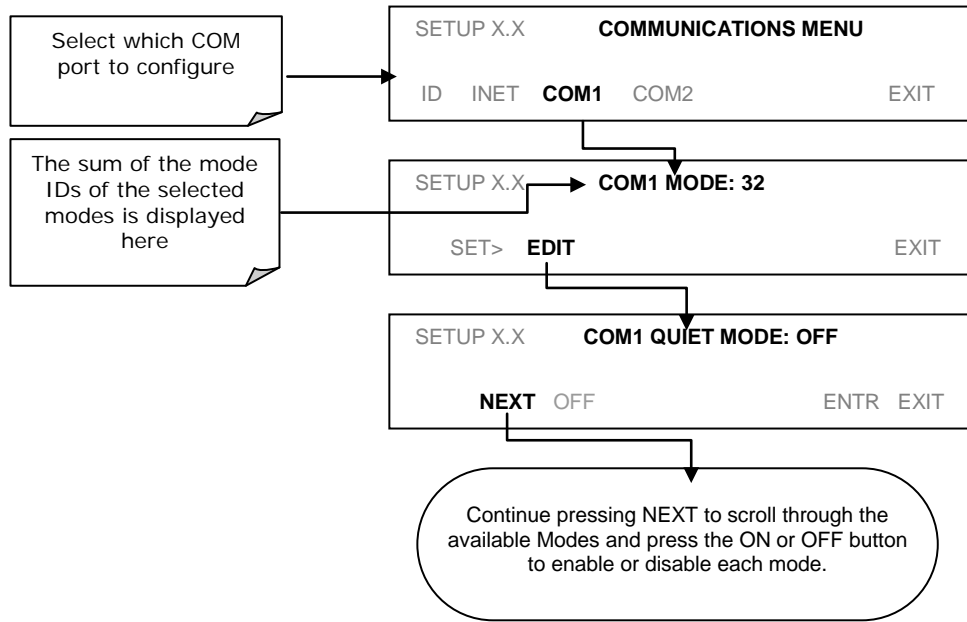 Select which COM
port to configure
SETUP X.X COMMUNICATIONS MENU
ID INET COM1 COM2 EXIT
The sum of the mode
IDs of the selected
modes is displayed
here
SETUP X.X COM1 MODE: 32
SET> EDIT EXIT
SETUP X.X COM1 QUIET MODE: OFF
NEXT OFF ENTR EXIT
Continue pressing NEXT to scroll through the
available Modes and press the ON or OFF button
to enable or disable each mode.